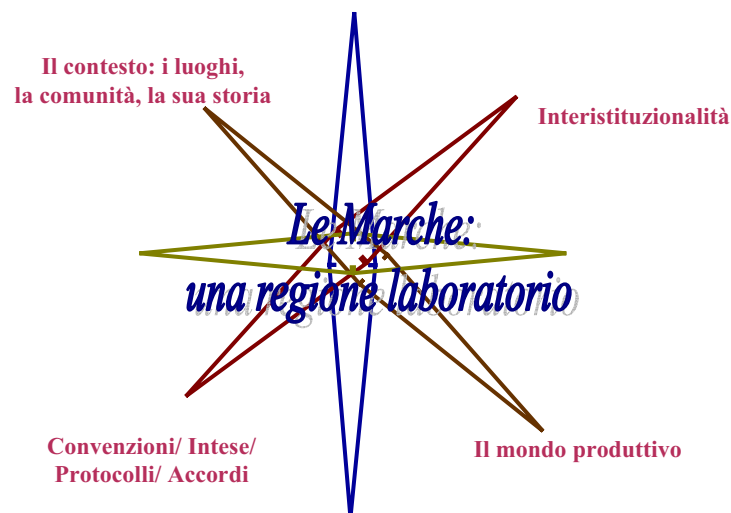 Il contesto: i luoghi,
la comunità, la sua storia
Interistituzionalità
Le Marche:
una regione laboratorio
Convenzioni/ Intese/
Protocolli/ Accordi
Il mondo produttivo